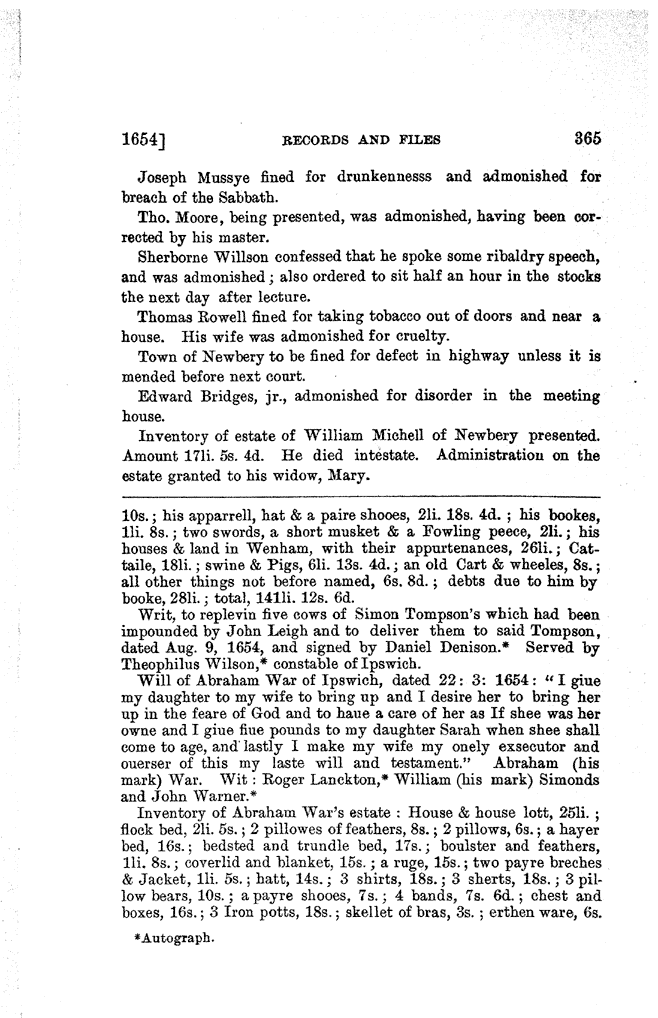 1654] RECORDS AND FILES 365
Joseph Mussye fined for drunkennesss and admonished for
breach of the Sabbath.
Tho. Moore, being presented, was admonished, having been cor-
rected by his master.
Sherborne Willson confessed that he spoke some ribaldry speech,
and was admonished; also ordered to sit half an hour in the stocks
the next day after lecture.
Thomas Rowell fined for taking tobacco out of doors and near a
house. His wife was admonished for cruelty.
Town of Newbery to be fined for defect in highway unless it is
mended before next court.
Edward Bridges, jr., admonished for disorder in the meeting
house.
Inventory of estate of William Michell of Newbery presented.
Amount 17li. 5s. 4d. He died intestate. Administration on the
estate granted to his widow, Mary.
10s.; his apparrell, hat & a paire shooes, 2li. 18s. 4d. ; his bookes,
1li. 8s.; two swords, a short musket & a Fowling peece, 2li.; his
houses & land in Wenham, with their appurtenances, 26li.; Cat-
taile, 18li.; swine & Pigs, 6li. 13s. 4d.; an old Cart & wheeles, 8s.;
all other things not before named, 6s. 8d.; debts due to him by
booke, 28li.; total, 141li. 12s. 6d.
Writ, to replevin five cows of Simon Tompson's which had been
impounded by John Leigh and to deliver them to said Tompson,
dated Aug. 9, 1654, and signed by Daniel Denison.* Served by
Theophilus Wilson,* constable of Ipswich.
Will of Abraham War of Ipswich, dated 22: 3: 1654: "I giue
my daughter to my wife to bring up and I desire her to bring her
up in the feare of God and to haue a care of her as If shee was her
owne and I giue fiue pounds to my daughter Sarah when shee shall
come to age, and lastly I make my wife my onely exsecutor and
ouerser of this my laste will and testament." Abraham (his
mark) War. Wit: Roger Lanckton,* William (his mark) Simonds
and John Warner.*
Inventory of Abraham War's estate : House & house lott, 25li. ;
flock bed, 2li. 5s.; 2 pillowes of feathers, 8s.; 2 pillows, 6s.; a hayer
bed, 16s.; bedsted and trundle bed, 17s.; boulster and feathers,
1li. 8s.; coverlid and blanket, 15s.; a ruge, 15s.; two payre breches
& Jacket, 1li. 5s.; hatt, 14s.; 3 shirts, 18s.; 3 sherts, 18s.; 3 pil-
low bears, 10s.; a payre shooes, 7s.; 4 bands, 7s. 6d.; chest and
boxes, 16s.; 3 Iron potts, 18s.; skellet of bras, 3s. ; erthen ware, 6s.
*Autograph.